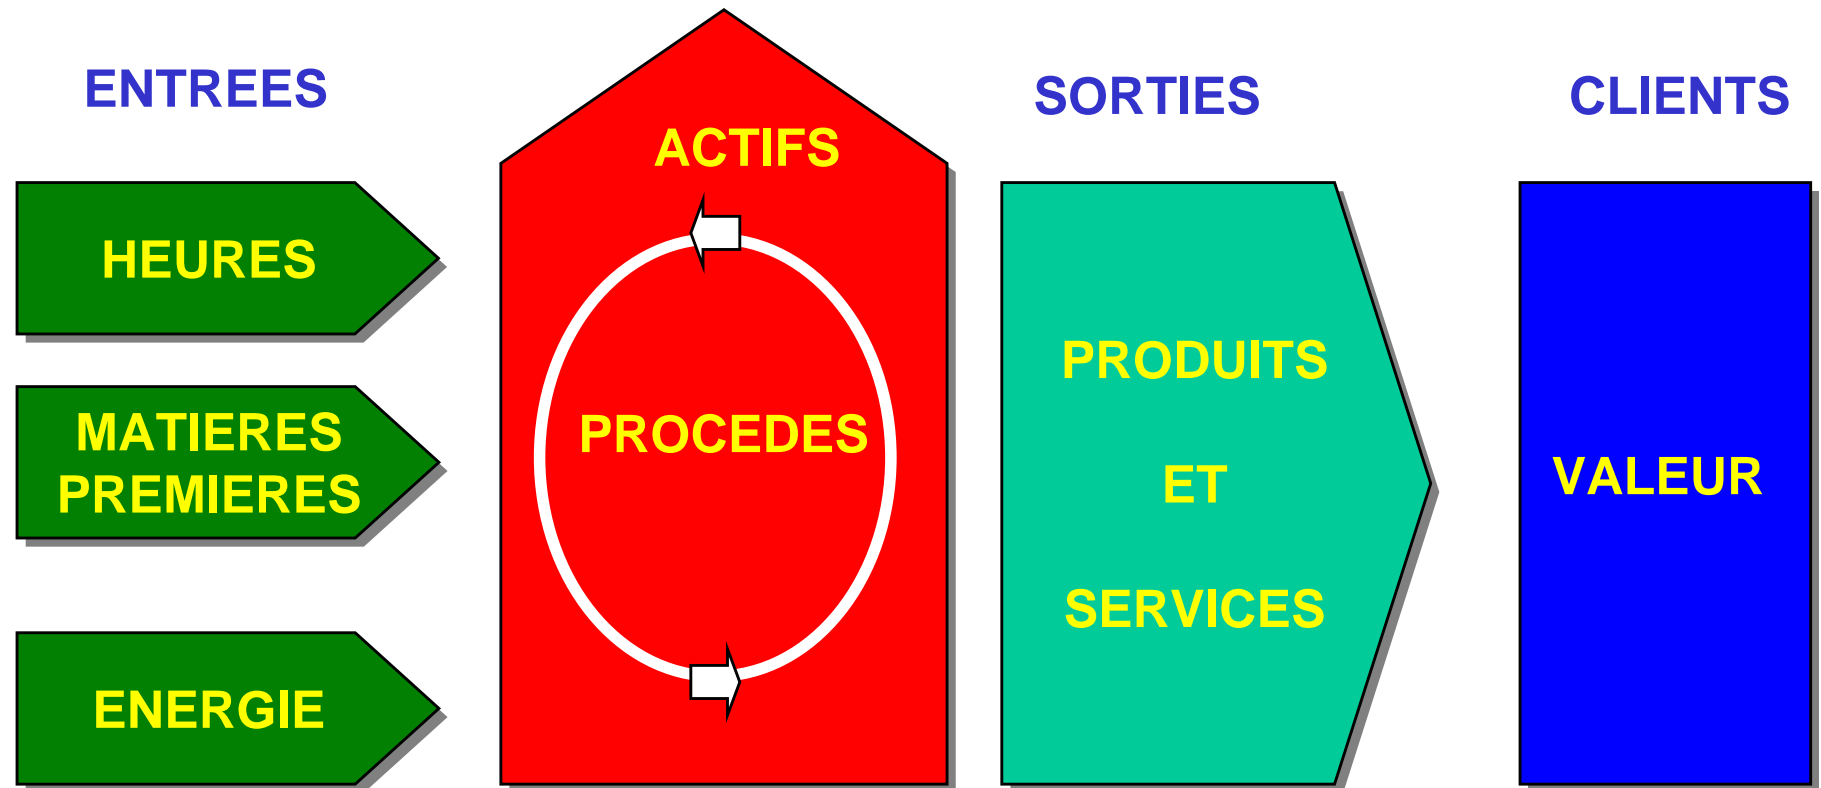 ENTREES
HEURES
MATIERES
PREMIERES
ENERGIE
ACTIFS
PROCEDES
SORTIES
PRODUITS
ET
SERVICES
CLIENTS
VALEUR